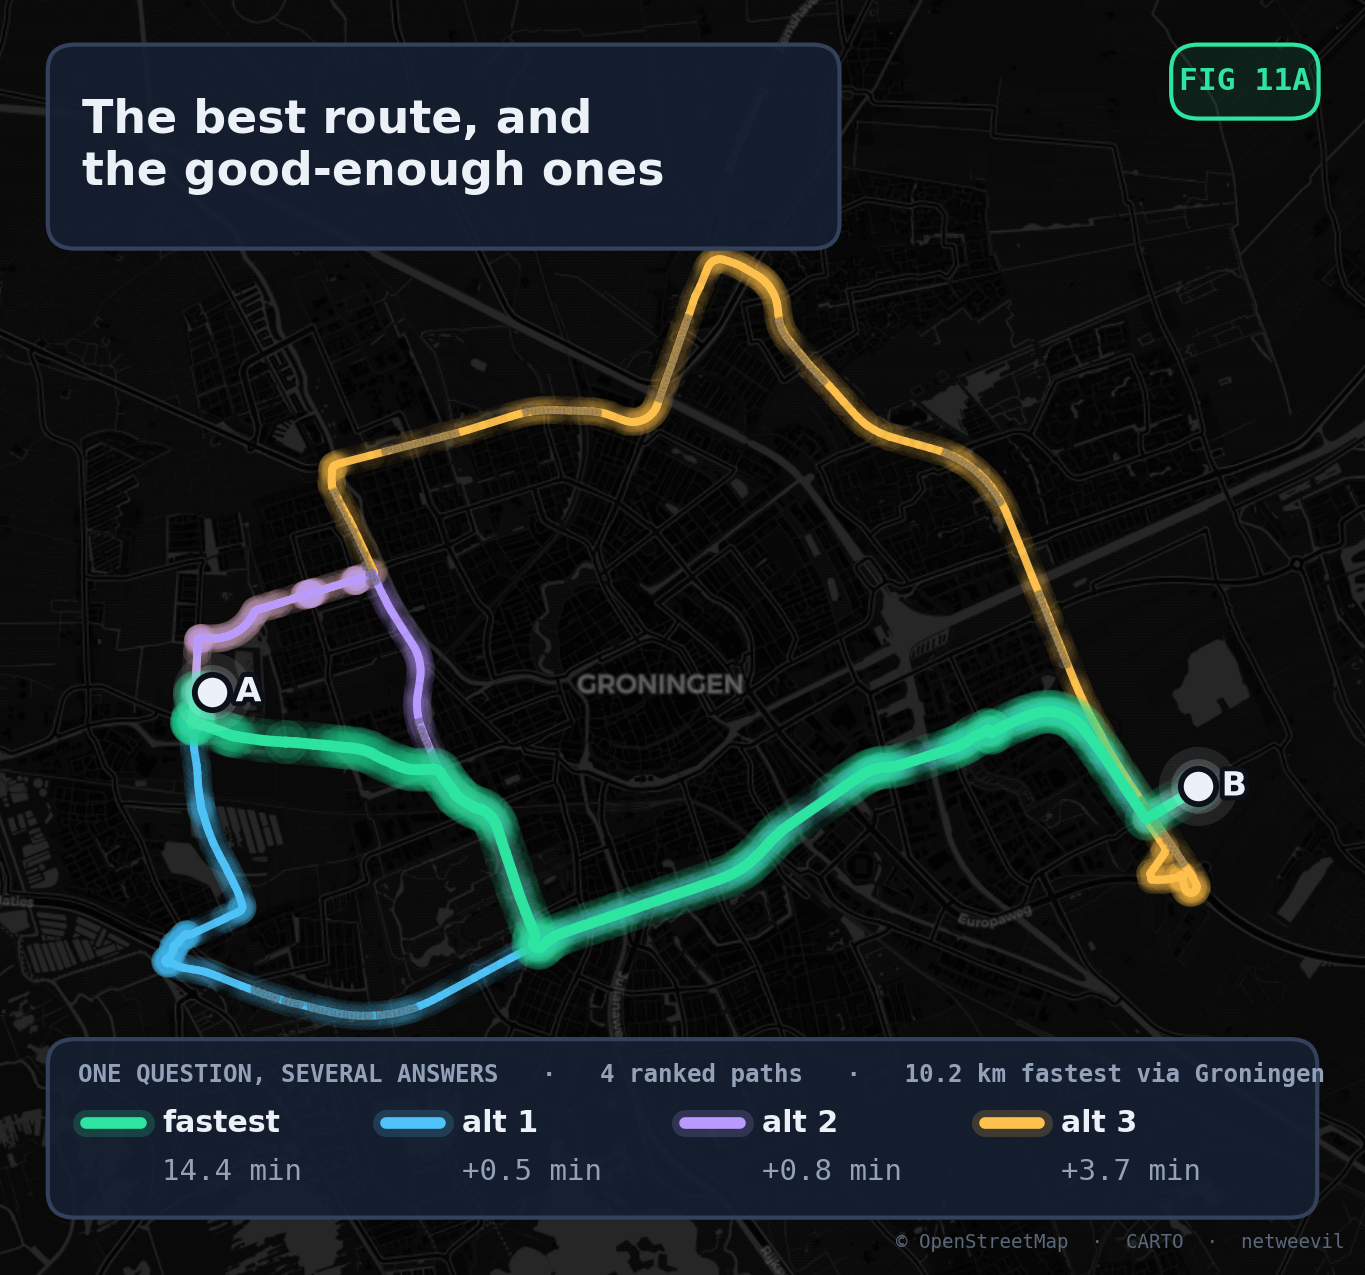 The best route, and
the good-enough ones
FIG 11A
GRONINGEN
A
B
Europaweg
ONE QUESTION, SEVERAL ANSWERS · 4 ranked paths · 10.2 km fastest via Groningen
fastest alt 1 alt 2 alt 3
14.4 min +0.5 min +0.8 min +3.7 min
© OpenStreetMap · CARTO · netweevil